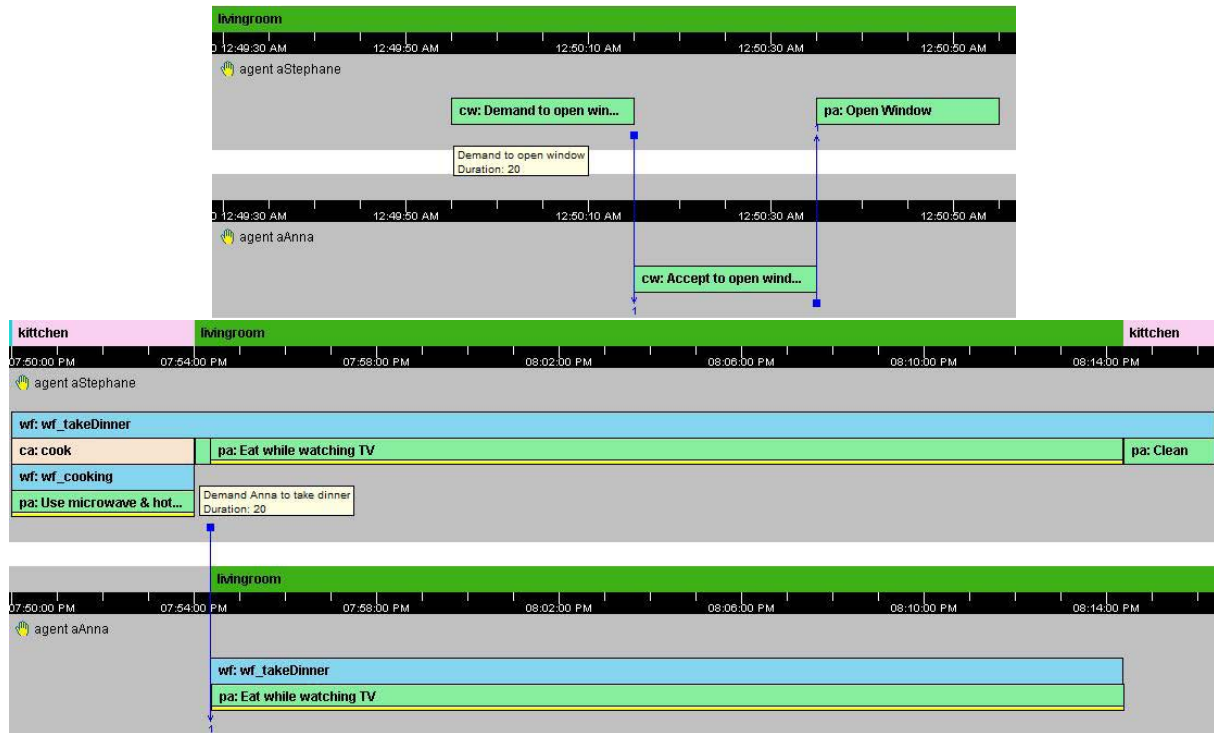 livingroom
0 12:49:30 AM 12:49:50 AM 12:50:10 AM 12:50:30 AM 12:50:50 AM
agent aStephane
cw: Demand to open win... pa: Open Window
1
Demand to open window
Duration: 20
0 12:49:30 AM 12:49:50 AM 12:50:10 AM 12:50:30 AM 12:50:50 AM
agent aAnna
cw: Accept to open wind...
1
kittchen livingroom kittchen
07:50:00 PM 07:54:00 PM 07:58:00 PM 08:02:00 PM 08:06:00 PM 08:10:00 PM 08:14:00 PM
agent aStephane
wf: wf_takeDinner
ca: cook pa: Eat while watching TV pa: Clean
wf: wf_cooking
pa: Use microwave & hot...
Demand Anna to take dinner
Duration: 20
livingroom
07:50:00 PM 07:54:00 PM 07:58:00 PM 08:02:00 PM 08:06:00 PM 08:10:00 PM 08:14:00 PM
agent aAnna
wf: wf_takeDinner
pa: Eat while watching TV
1